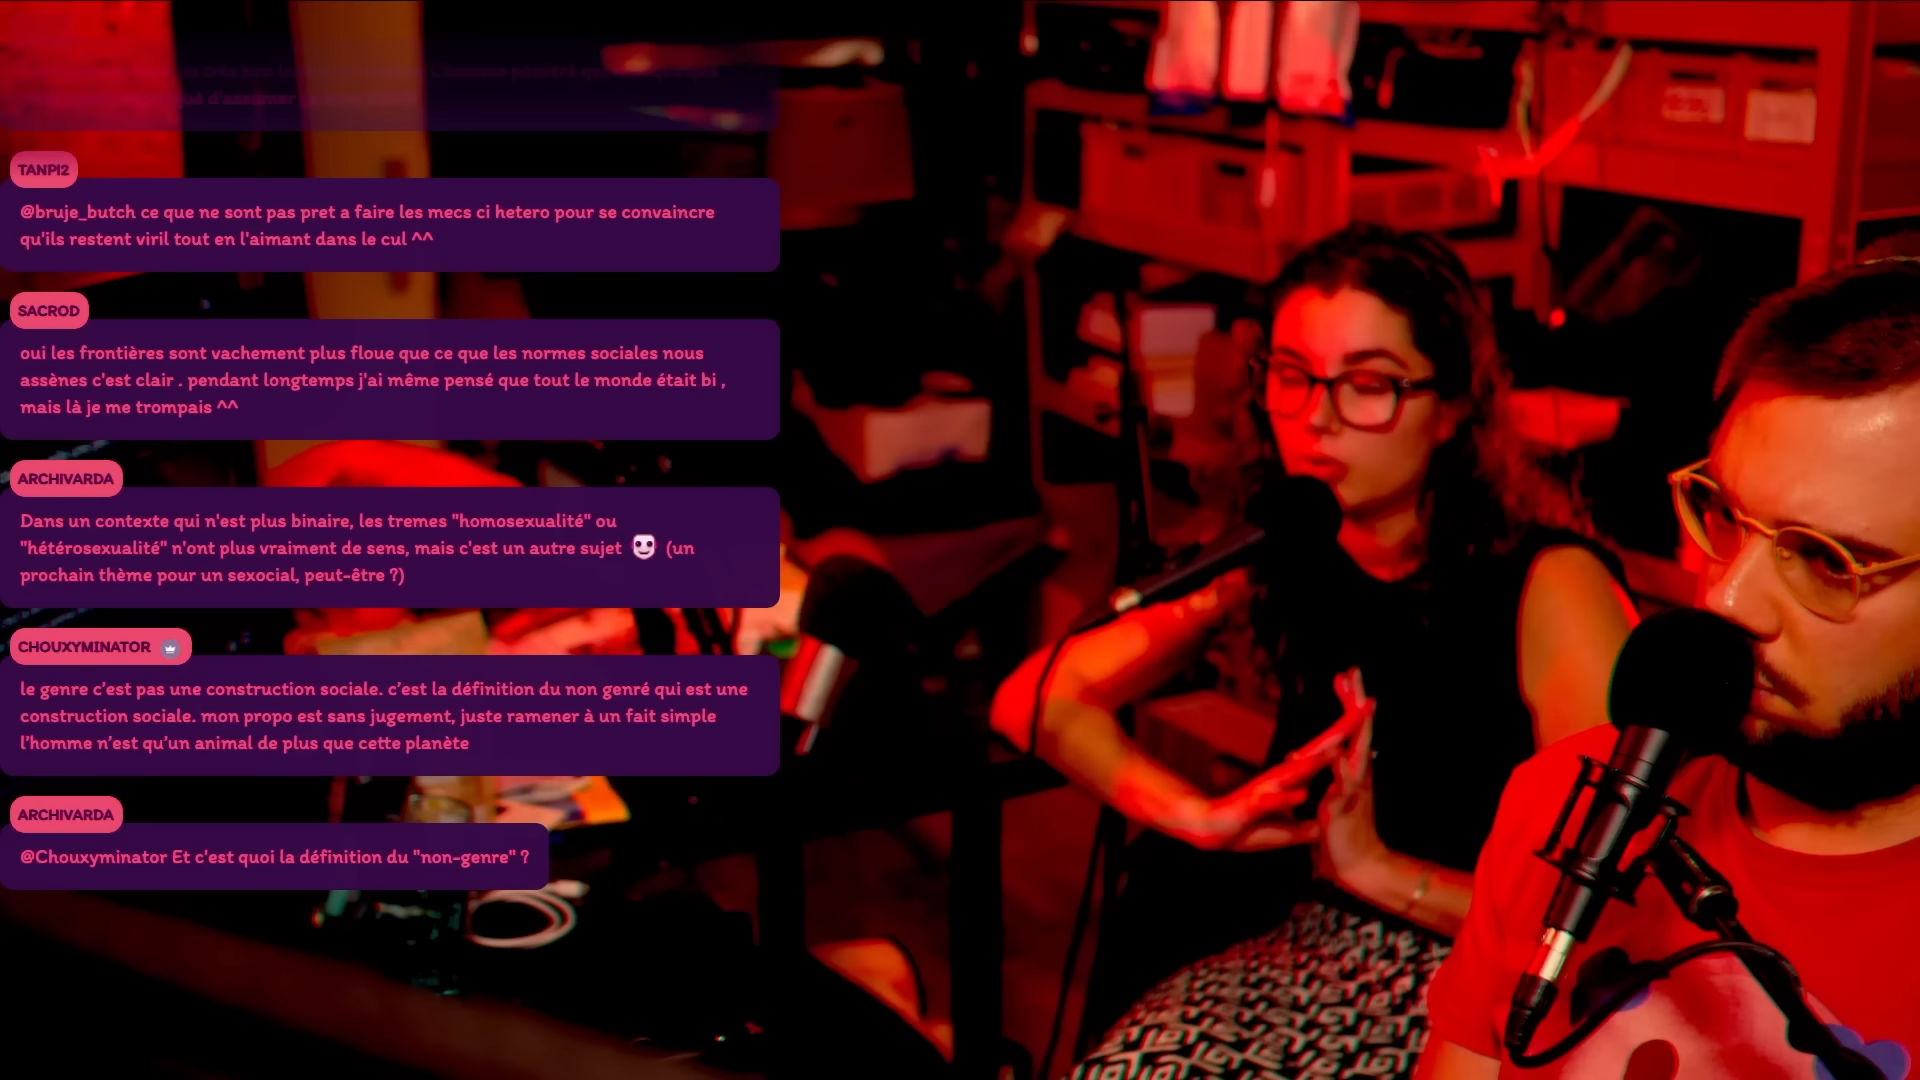 L'homme pénétré
d'assumer
TANPI2
@bruje_butch ce que ne sont pas pret a faire les mecs ci hetero pour se convaincre
qu'ils restent viril tout en l'aimant dans le cul ^^
SACROD
oui les frontières sont vachement plus floue que ce que les normes sociales nous
assènes c'est clair . pendant longtemps j'ai même pensé que tout le monde était bi ,
mais là je me trompais ^^
ARCHIVARDA
Dans un contexte qui n'est plus binaire, les tremes "homosexualité" ou
"hétérosexualité" n'ont plus vraiment de sens, mais c'est un autre sujet (un
prochain thème pour un sexocial, peut-être ?)
CHOUXYMINATOR
le genre c’est pas une construction sociale. c’est la définition du non genré qui est une
construction sociale. mon propo est sans jugement, juste ramener à un fait simple
l’homme n’est qu’un animal de plus que cette planète
ARCHIVARDA
@Chouxyminator Et c'est quoi la définition du "non-genre" ?